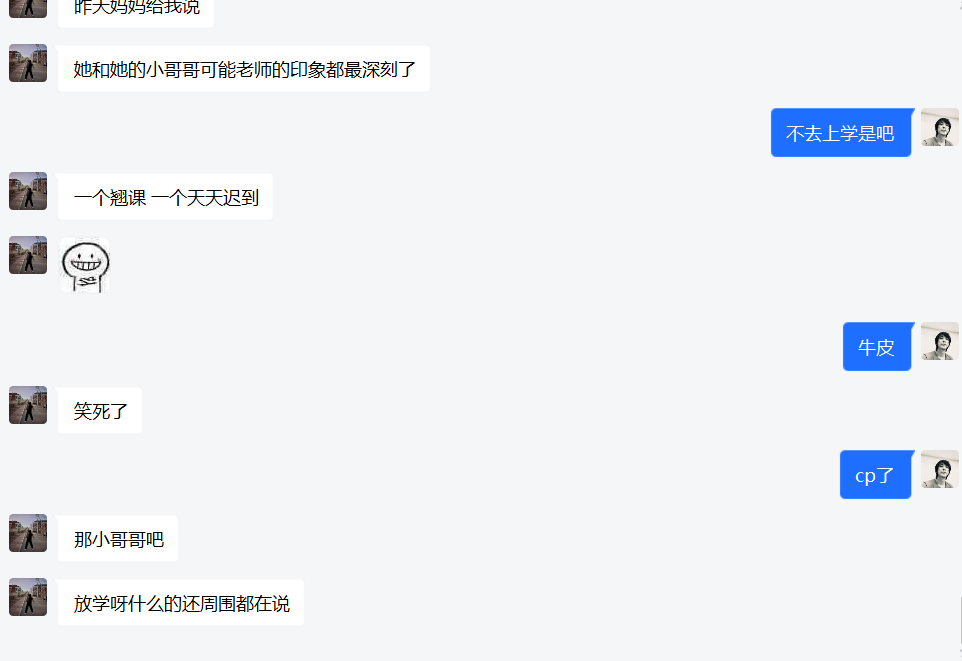 昨天妈妈给我说
她和她的小哥哥可能老师的印象都最深刻了
不去上学是吧
一个翘课 一个天天迟到
牛皮
笑死了
cp了
那小哥哥吧
放学呀什么的还周围都在说